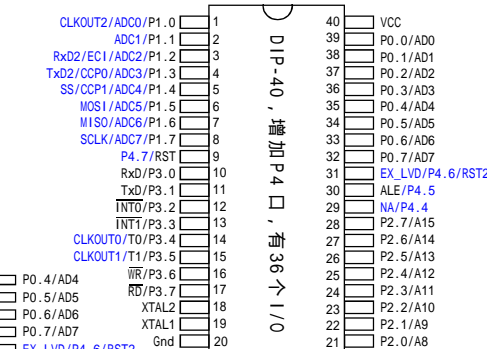 CLKOUT2/ADC0/P1.0 1
ADC1/P1.1 2
RxD2/ECI/ADC2/P1.2 3
TxD2/CCP0/ADC3/P1.3 4
SS/CCP1/ADC4/P1.4 5
MOSI/ADC5/P1.5 6
MISO/ADC6/P1.6 7
SCLK/ADC7/P1.7 8
P4.7/RST 9
RxD/P3.0 10
TxD/P3.1 11
INT0/P3.2 12
INT1/P3.3 13
CLKOUT0/T0/P3.4 14
CLKOUT1/T1/P3.5 15
WR/P3.6 16
RD/P3.7 17
XTAL2 18
XTAL1 19
Gnd 20
DIP-40,增加P4口,有36个I/O
40 VCC
39 P0.0/AD0
38 P0.1/AD1
37 P0.2/AD2
36 P0.3/AD3
35 P0.4/AD4
34 P0.5/AD5
33 P0.6/AD6
32 P0.7/AD7
31 EX_LVD/P4.6/RST2
30 ALE/P4.5
29 NA/P4.4
28 P2.7/A15
27 P2.6/A14
26 P2.5/A13
25 P2.4/A12
24 P2.3/A11
23 P2.2/A10
22 P2.1/A9
21 P2.0/A8
P0.4/AD4
P0.5/AD5
P0.6/AD6
P0.7/AD7
EX_LVD/P4.6/RST2